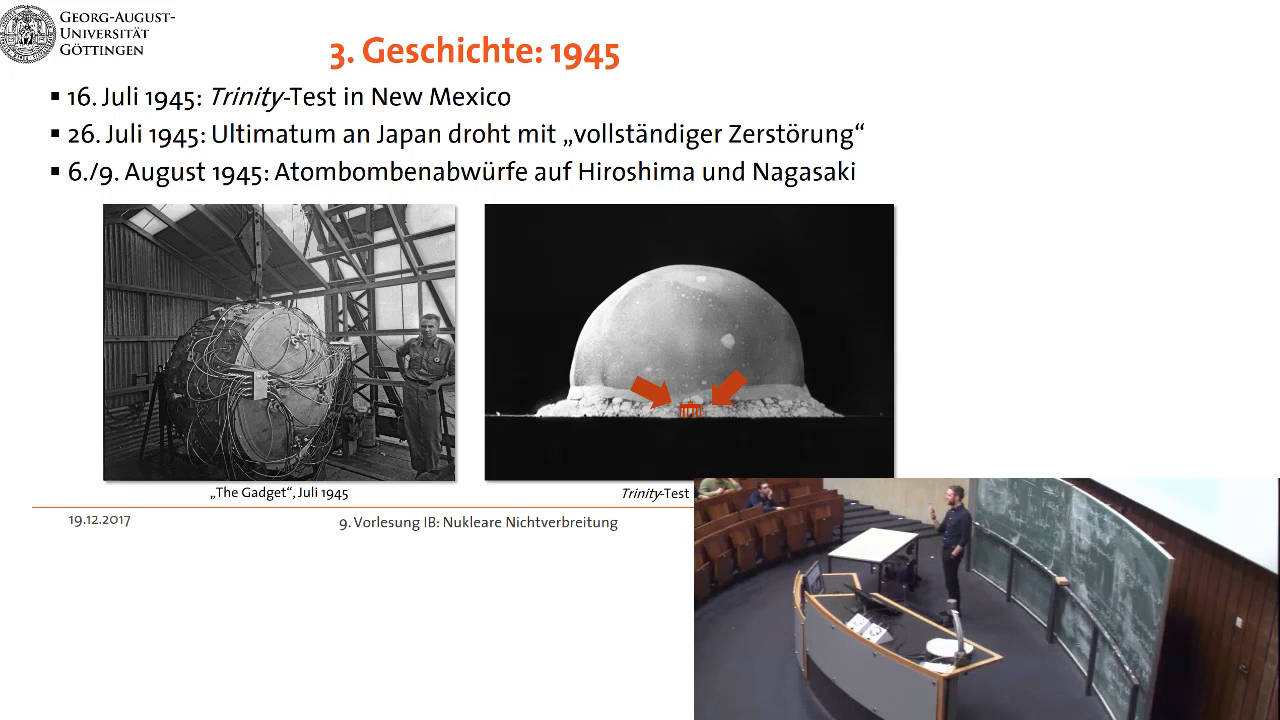 GEORG-AUGUST-
UNIVERSITÄT
GÖTTINGEN
3. Geschichte: 1945
▪ 16. Juli 1945: Trinity-Test in New Mexico
▪ 26. Juli 1945: Ultimatum an Japan droht mit „vollständiger Zerstörung“
▪ 6./9. August 1945: Atombombenabwürfe auf Hiroshima und Nagasaki
„The Gadget“, Juli 1945
Trinity-Test
19.12.2017
9. Vorlesung IB: Nukleare Nichtverbreitung